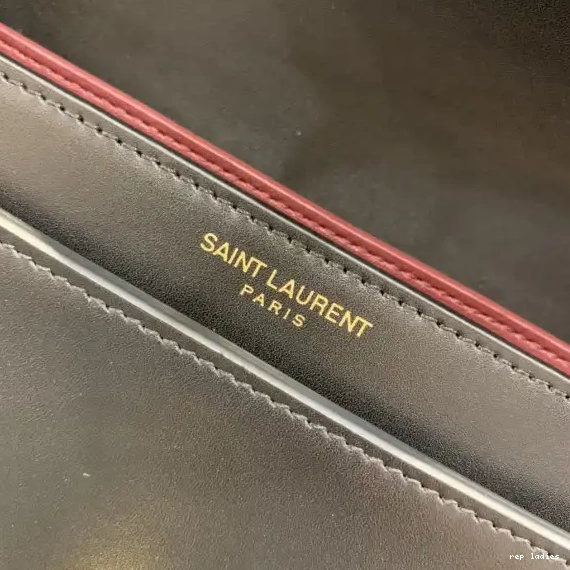 SAINT LAURENT
PARIS
rep ladies